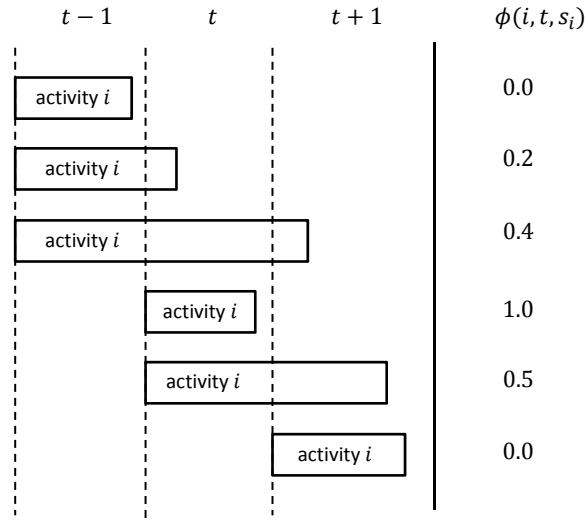 t − 1 t t + 1 ϕ(i, t, sᵢ)
activity i 0.0
activity i 0.2
activity i 0.4
activity i 1.0
activity i 0.5
activity i 0.0